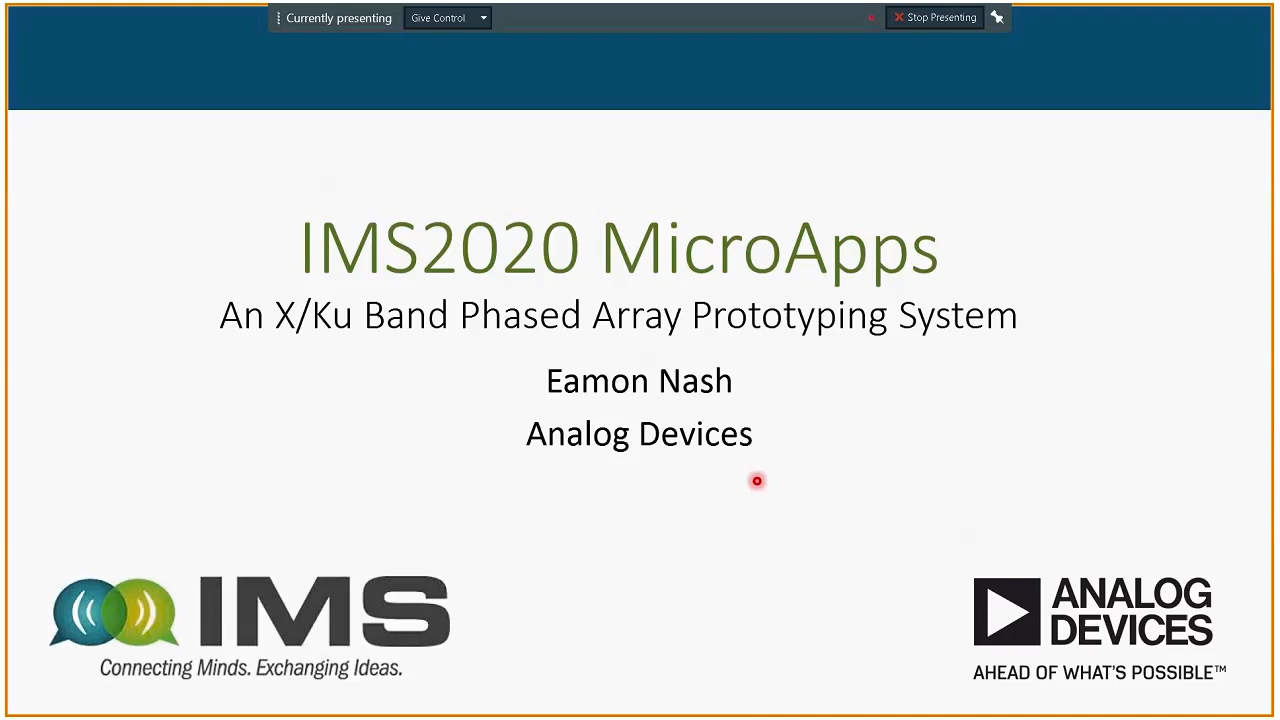 Currently presenting
Give Control
Stop Presenting
IMS2020 MicroApps
An X/Ku Band Phased Array Prototyping System
Eamon Nash
Analog Devices
IMS
Connecting Minds. Exchanging Ideas.
ANALOG
DEVICES
AHEAD OF WHAT'S POSSIBLE™